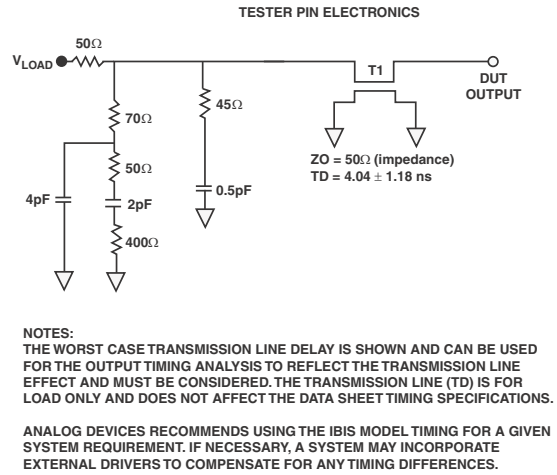 TESTER PIN ELECTRONICS
50Ω
VLOAD
T1
DUT
OUTPUT
70Ω
45Ω
ZO = 50Ω (impedance)
TD = 4.04 ± 1.18 ns
50Ω
0.5pF
4pF
2pF
400Ω
NOTES:
THE WORST CASE TRANSMISSION LINE DELAY IS SHOWN AND CAN BE USED
FOR THE OUTPUT TIMING ANALYSIS TO REFLECT THE TRANSMISSION LINE
EFFECT AND MUST BE CONSIDERED. THE TRANSMISSION LINE (TD) IS FOR
LOAD ONLY AND DOES NOT AFFECT THE DATA SHEET TIMING SPECIFICATIONS.
ANALOG DEVICES RECOMMENDS USING THE IBIS MODEL TIMING FOR A GIVEN
SYSTEM REQUIREMENT. IF NECESSARY, A SYSTEM MAY INCORPORATE
EXTERNAL DRIVERS TO COMPENSATE FOR ANY TIMING DIFFERENCES.